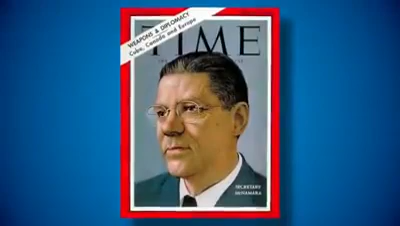 WEAPONS & DIPLOMACY
Cuba, Canada and Europe
TIME
SECRETARY
McNAMARA